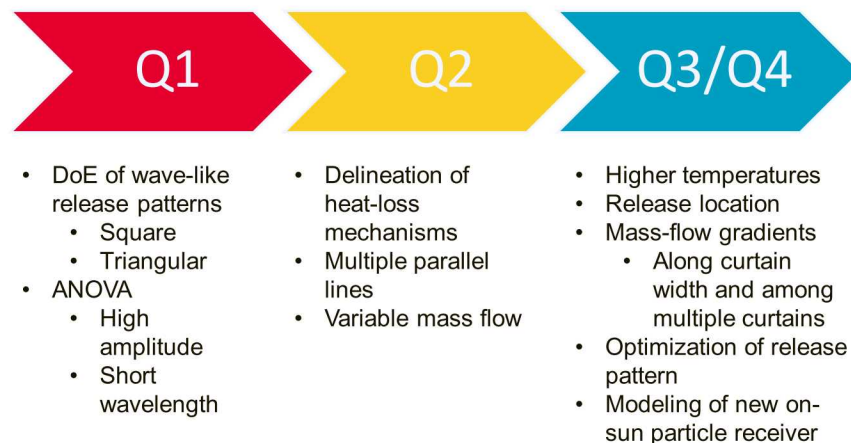 Q1
• DoE of wave-like
release patterns
• Square
• Triangular
• ANOVA
• High
amplitude
• Short
wavelength
Q2
• Delineation of
heat-loss
mechanisms
• Multiple parallel
lines
• Variable mass flow
Q3/Q4
• Higher temperatures
• Release location
• Mass-flow gradients
• Along curtain
width and among
multiple curtains
• Optimization of release
pattern
• Modeling of new on-
sun particle receiver